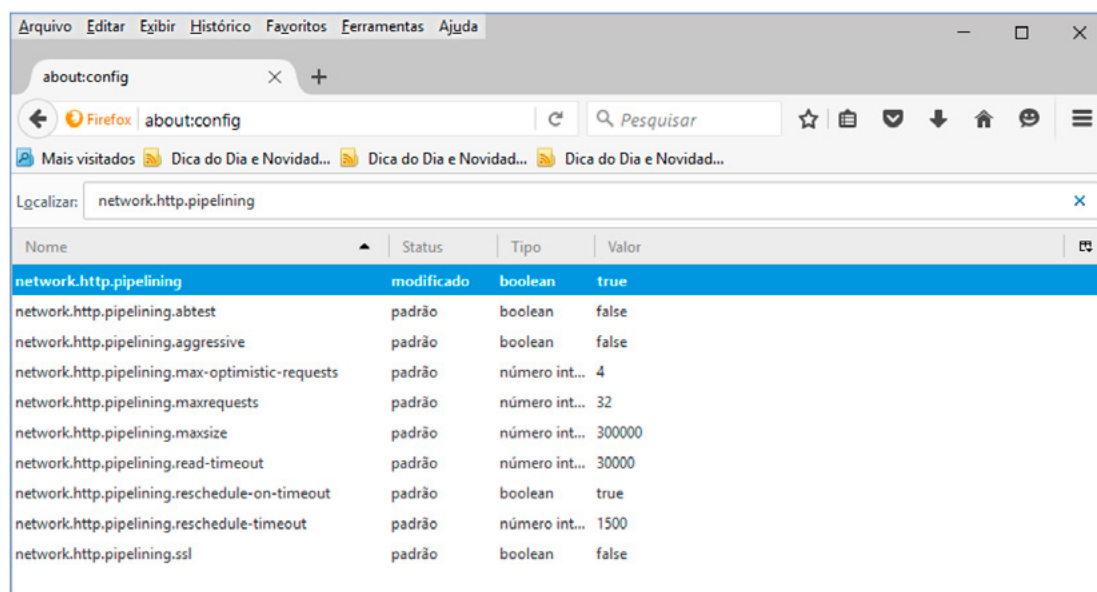 Arquivo Editar Exibir Histórico Favoritos Ferramentas Ajuda
about:config
Firefox about:config Pesquisar
Mais visitados Dica do Dia e Novidad... Dica do Dia e Novidad... Dica do Dia e Novidad...
Localizar: network.http.pipelining
Nome Status Tipo Valor
network.http.pipelining modificado boolean true
network.http.pipelining.abtest padrão boolean false
network.http.pipelining.aggressive padrão boolean false
network.http.pipelining.max-optimistic-requests padrão número int... 4
network.http.pipelining.maxrequests padrão número int... 32
network.http.pipelining.maxsize padrão número int... 300000
network.http.pipelining.read-timeout padrão número int... 30000
network.http.pipelining.reschedule-on-timeout padrão boolean true
network.http.pipelining.reschedule-timeout padrão número int... 1500
network.http.pipelining.ssl padrão boolean false